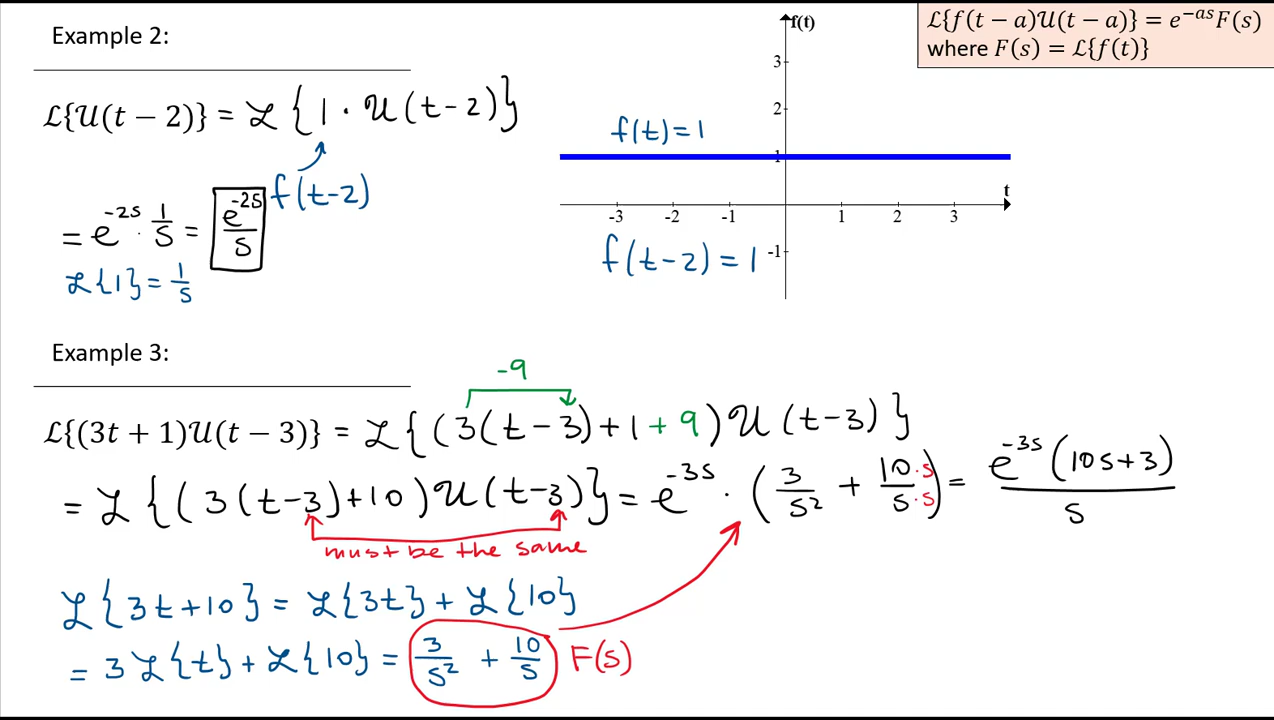 Example 2:
ℒ{f(t − a)𝒰(t − a)} = e^{−as}F(s)
where F(s) = ℒ{f(t)}
ℒ{𝒰(t − 2)} = ℒ{1 · 𝒰(t−2)}
f(t−2)
= e^{-2s} · 1/s = e^{-2s}/s
ℒ{1} = 1/s
f(t)
3
2
1
f(t)=1
t
-3 -2 -1 1 2 3
-1
f(t−2)=1
Example 3:
-9
ℒ{(3t + 1)𝒰(t − 3)} = ℒ{(3(t−3)+1+9)𝒰(t−3)}
= ℒ{(3(t-3)+10)𝒰(t-3)} = e^{-3s} · (3/s² + 10·s/s·s) = e^{-3s}(10s+3)/s
must be the same
ℒ{3t+10} = ℒ{3t} + ℒ{10}
= 3ℒ{t} + ℒ{10} = 3/s² + 10/s F(s)